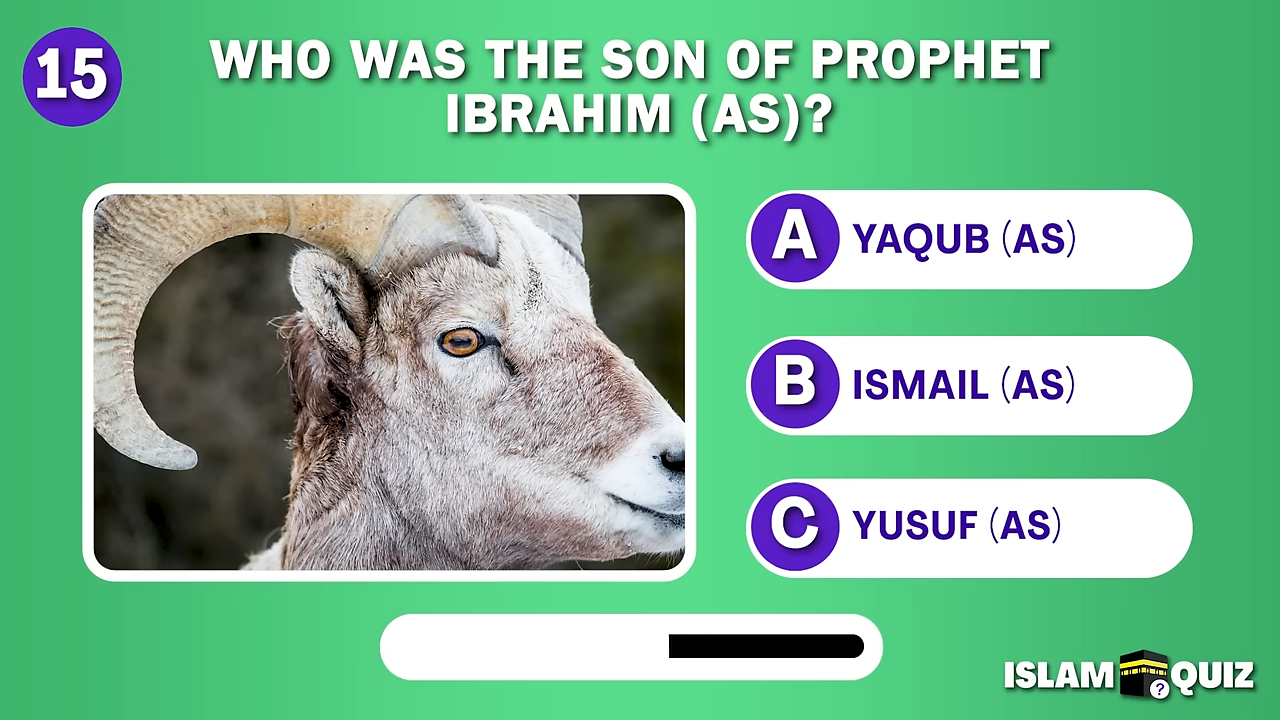 15
WHO WAS THE SON OF PROPHET
IBRAHIM (AS)?
A YAQUB (AS)
B ISMAIL (AS)
C YUSUF (AS)
ISLAM ? QUIZ